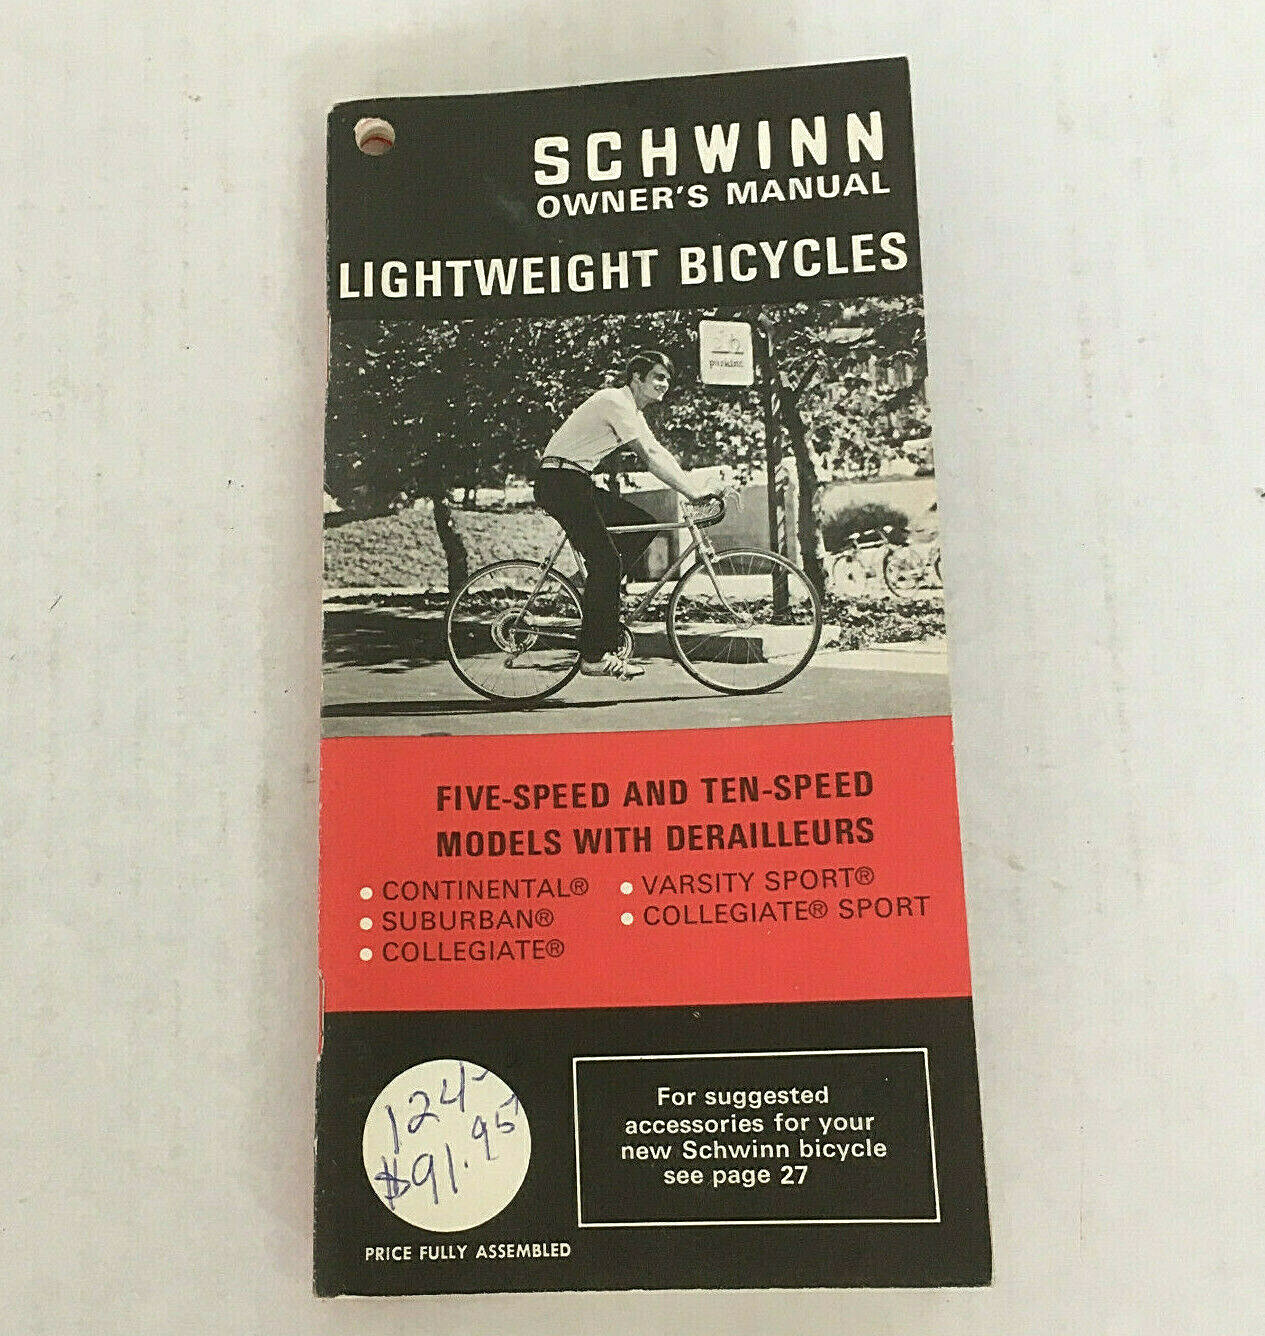 SCHWINN
OWNER'S MANUAL
LIGHTWEIGHT BICYCLES
parking
FIVE-SPEED AND TEN-SPEED
MODELS WITH DERAILLEURS
• CONTINENTAL®
• SUBURBAN®
• COLLEGIATE®
• VARSITY SPORT®
• COLLEGIATE® SPORT
124-
$91.95
PRICE FULLY ASSEMBLED
For suggested
accessories for your
new Schwinn bicycle
see page 27